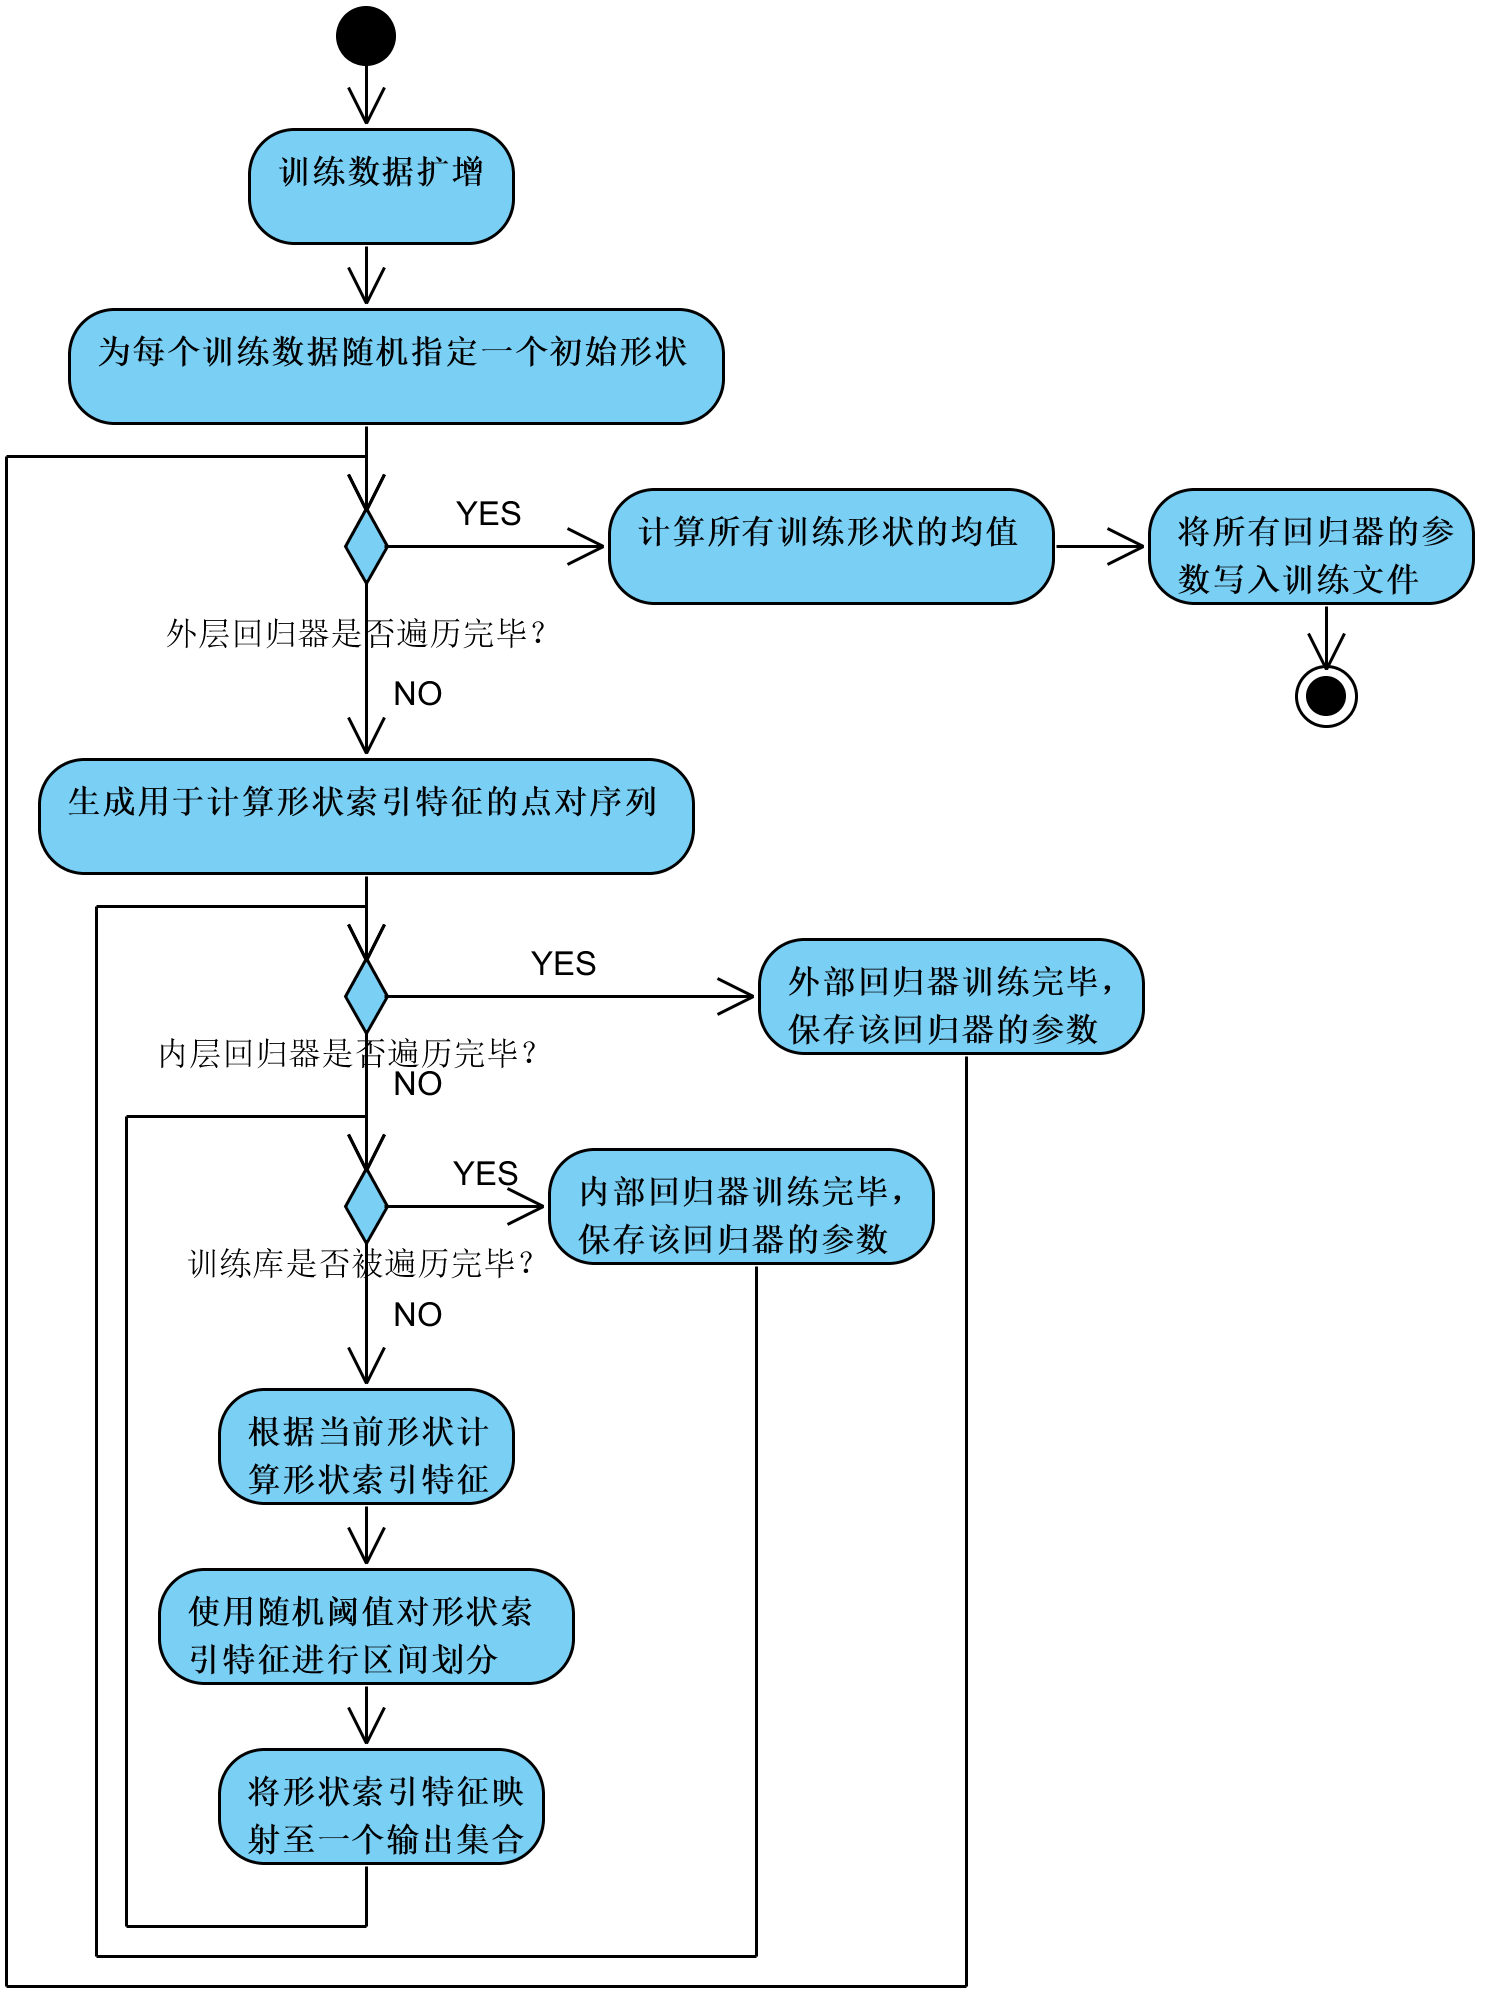 训练数据扩增
为每个训练数据随机指定一个初始形状
YES
计算所有训练形状的均值
将所有回归器的参
数写入训练文件
外层回归器是否遍历完毕？
NO
生成用于计算形状索引特征的点对序列
YES
外部回归器训练完毕，
保存该回归器的参数
内层回归器是否遍历完毕？
NO
YES
内部回归器训练完毕，
保存该回归器的参数
训练库是否被遍历完毕？
NO
根据当前形状计
算形状索引特征
使用随机阈值对形状索
引特征进行区间划分
将形状索引特征映
射至一个输出集合